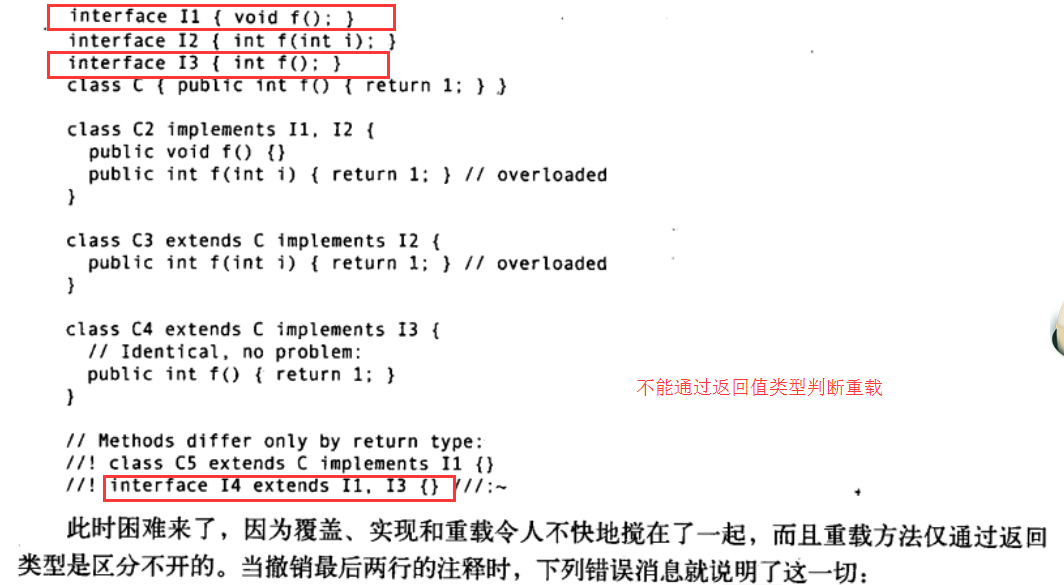 interface I1 { void f(); }
interface I2 { int f(int i); }
interface I3 { int f(); }
class C { public int f() { return 1; } }
class C2 implements I1, I2 {
public void f() {}
public int f(int i) { return 1; } // overloaded
}
class C3 extends C implements I2 {
public int f(int i) { return 1; } // overloaded
}
class C4 extends C implements I3 {
// Identical, no problem:
public int f() { return 1; }
}
不能通过返回值类型判断重载
// Methods differ only by return type:
//! class C5 extends C implements I1 {}
//! interface I4 extends I1, I3 {} ///:~
此时困难来了，因为覆盖、实现和重载令人不快地搅在了一起，而且重载方法仅通过返回
类型是区分不开的。当撤销最后两行的注释时，下列错误消息就说明了这一切：